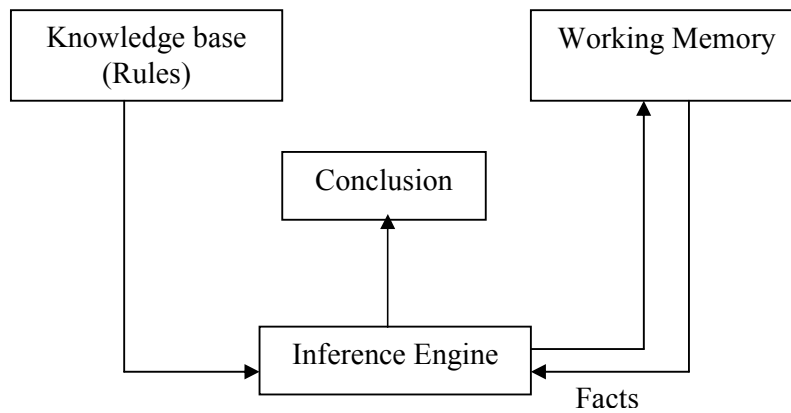 Knowledge base
(Rules)
Working Memory
Conclusion
Inference Engine
Facts